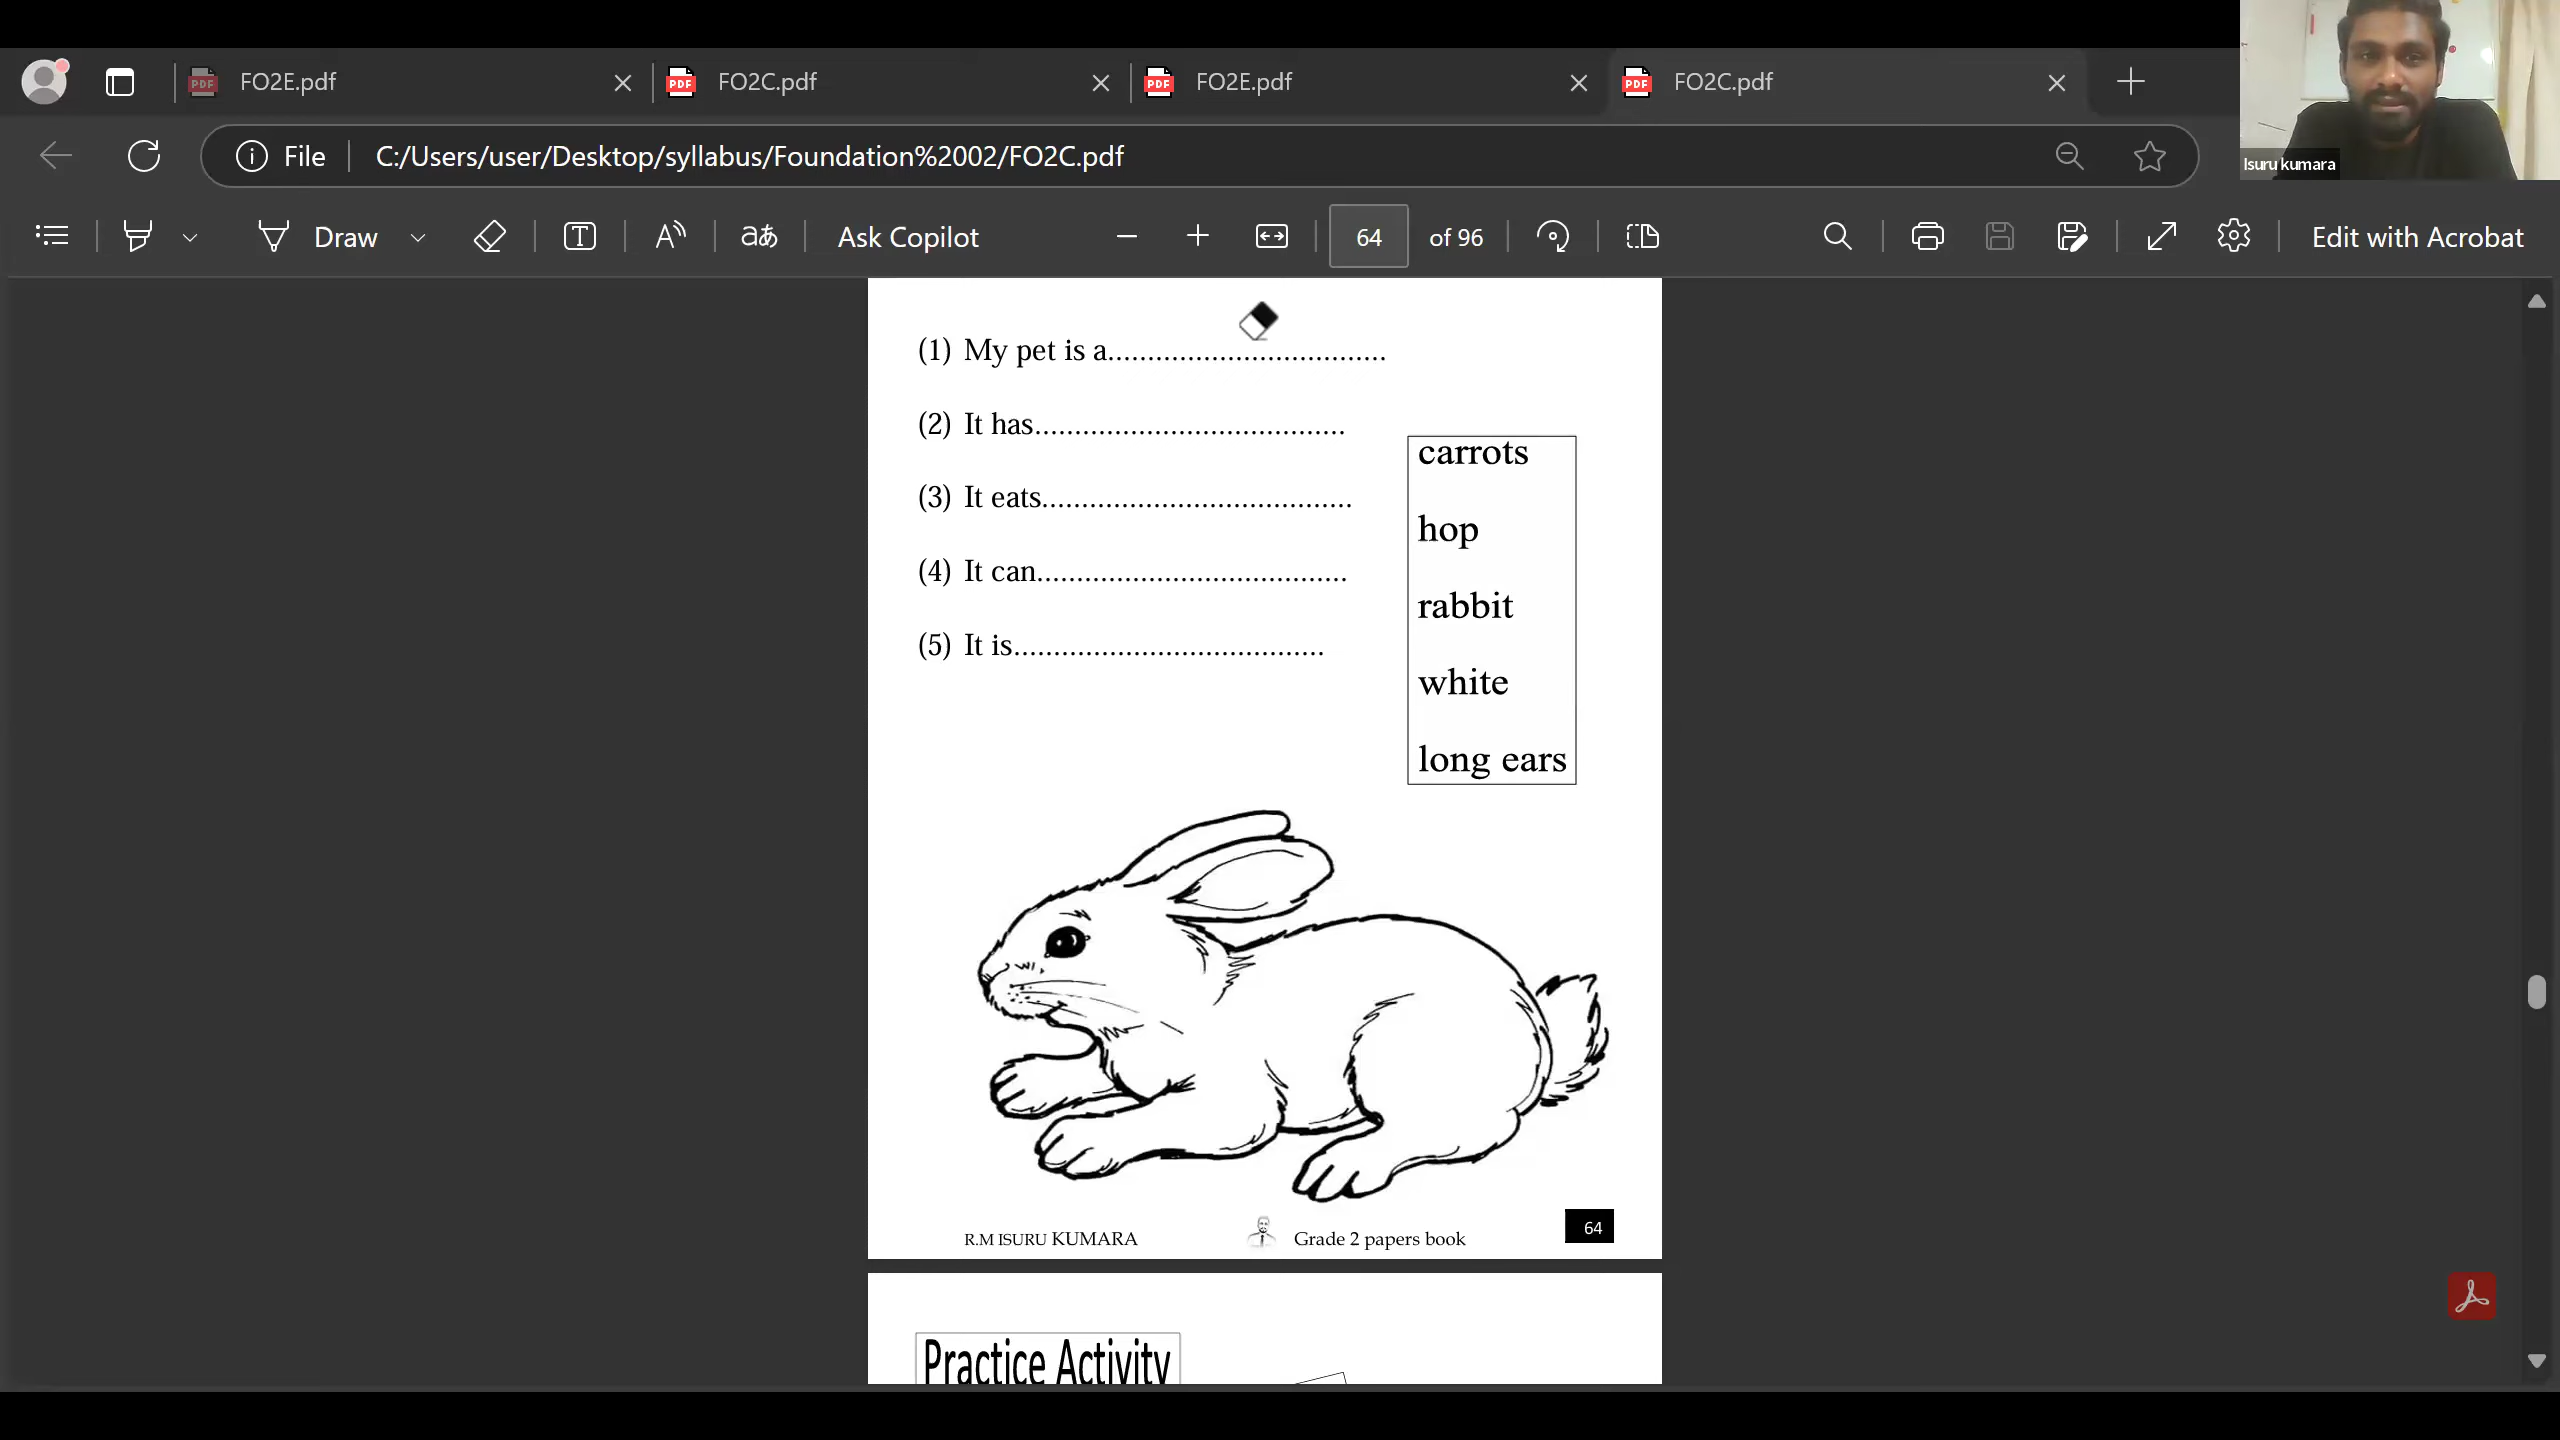 FO2E.pdf
FO2C.pdf
FO2E.pdf
FO2C.pdf
File
C:/Users/user/Desktop/syllabus/Foundation%2002/FO2C.pdf
Isuru kumara
Draw
Ask Copilot
64 of 96
Edit with Acrobat
(1) My pet is a...................................
(2) It has.......................................
(3) It eats.......................................
(4) It can.......................................
(5) It is.......................................
carrots
hop
rabbit
white
long ears
R.M ISURU KUMARA
Grade 2 papers book
64
Practice Activity